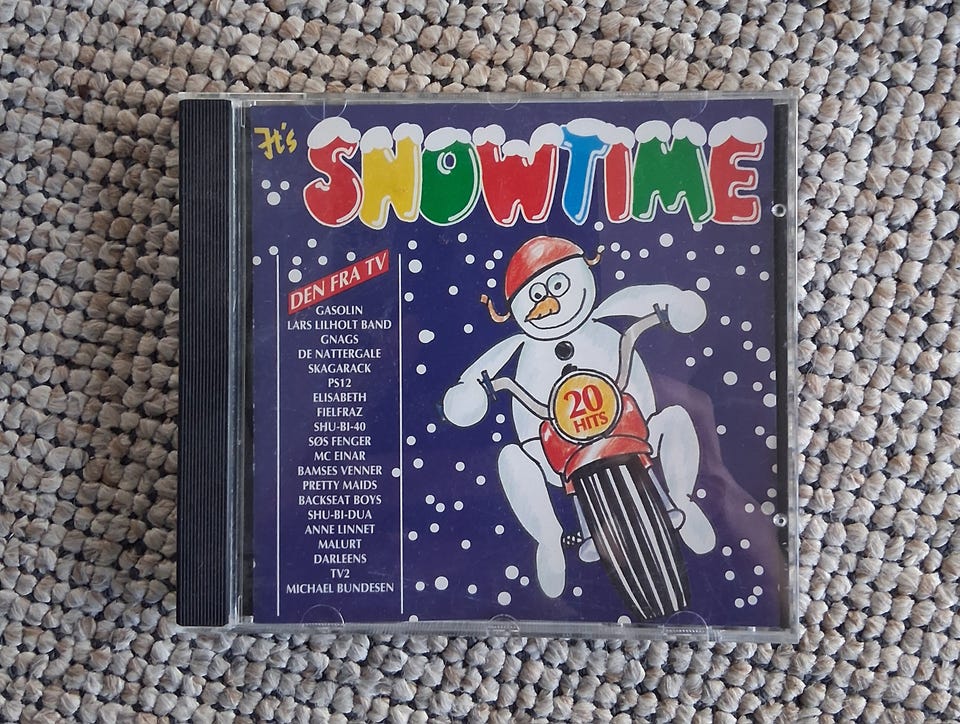 It's
SNOWTIME
DEN FRA TV
GASOLIN
LARS LILHOLT BAND
GNAGS
DE NATTERGALE
SKAGARACK
PS12
ELISABETH
FIELFRAZ
SHU-BI-40
SØS FENGER
MC EINAR
BAMSES VENNER
PRETTY MAIDS
BACKSEAT BOYS
SHU-BI-DUA
ANNE LINNET
MALURT
DARLEENS
TV2
MICHAEL BUNDESEN
20
HITS